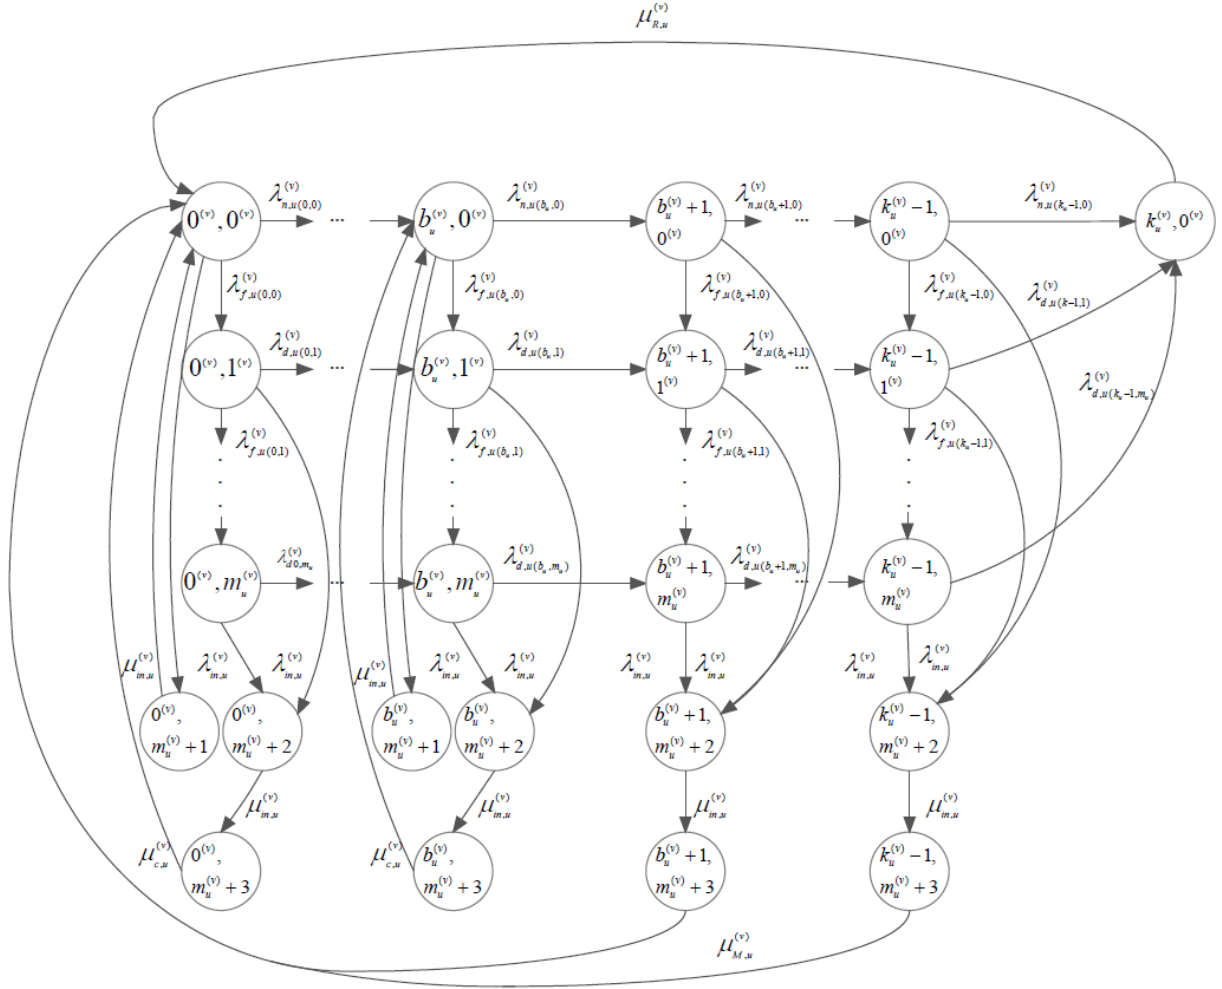 μ_{R,u}^{(v)}
0^{(v)}, 0^{(v)}
λ_{n,u(0,0)}^{(v)}
...
b_u^{(v)}, 0^{(v)}
λ_{n,u(b_u,0)}^{(v)}
b_u^{(v)}+1,
0^{(v)}
λ_{n,u(b_u+1,0)}^{(v)}
...
k_u^{(v)}−1,
0^{(v)}
λ_{n,u(k_u−1,0)}^{(v)}
k_u^{(v)}, 0^{(v)}
λ_{f,u(0,0)}^{(v)}
λ_{f,u(b_u,0)}^{(v)}
λ_{f,u(b_u+1,0)}^{(v)}
λ_{f,u(k_u−1,0)}^{(v)}
λ_{d,u(k−1,1)}^{(v)}
0^{(v)}, 1^{(v)}
λ_{d,u(0,1)}^{(v)}
...
b_u^{(v)}, 1^{(v)}
λ_{d,u(b_u,1)}^{(v)}
b_u^{(v)}+1,
1^{(v)}
λ_{d,u(b_u+1,1)}^{(v)}
...
k_u^{(v)}−1,
1^{(v)}
λ_{d,u(k_u−1,m_u)}^{(v)}
λ_{f,u(0,1)}^{(v)}
λ_{f,u(b_u,1)}^{(v)}
λ_{f,u(b_u+1,1)}^{(v)}
λ_{f,u(k_u−1,1)}^{(v)}
0^{(v)}, m_u^{(v)}
λ_{d0,m_u}^{(v)}
...
b_u^{(v)}, m_u^{(v)}
λ_{d,u(b_u,m_u)}^{(v)}
b_u^{(v)}+1,
m_u^{(v)}
λ_{d,u(b_u+1,m_u)}^{(v)}
...
k_u^{(v)}−1,
m_u^{(v)}
μ_{in,u}^{(v)}
λ_{in,u}^{(v)}
λ_{in,u}^{(v)}
μ_{in,u}^{(v)}
λ_{in,u}^{(v)}
λ_{in,u}^{(v)}
λ_{in,u}^{(v)}
λ_{in,u}^{(v)}
λ_{in,u}^{(v)}
λ_{in,u}^{(v)}
0^{(v)},
m_u^{(v)}+1
0^{(v)},
m_u^{(v)}+2
b_u^{(v)},
m_u^{(v)}+1
b_u^{(v)},
m_u^{(v)}+2
b_u^{(v)}+1,
m_u^{(v)}+2
k_u^{(v)}−1,
m_u^{(v)}+2
μ_{in,u}^{(v)}
μ_{in,u}^{(v)}
μ_{in,u}^{(v)}
μ_{in,u}^{(v)}
μ_{c,u}^{(v)}
0^{(v)},
m_u^{(v)}+3
μ_{c,u}^{(v)}
b_u^{(v)},
m_u^{(v)}+3
b_u^{(v)}+1,
m_u^{(v)}+3
k_u^{(v)}−1,
m_u^{(v)}+3
μ_{M,u}^{(v)}